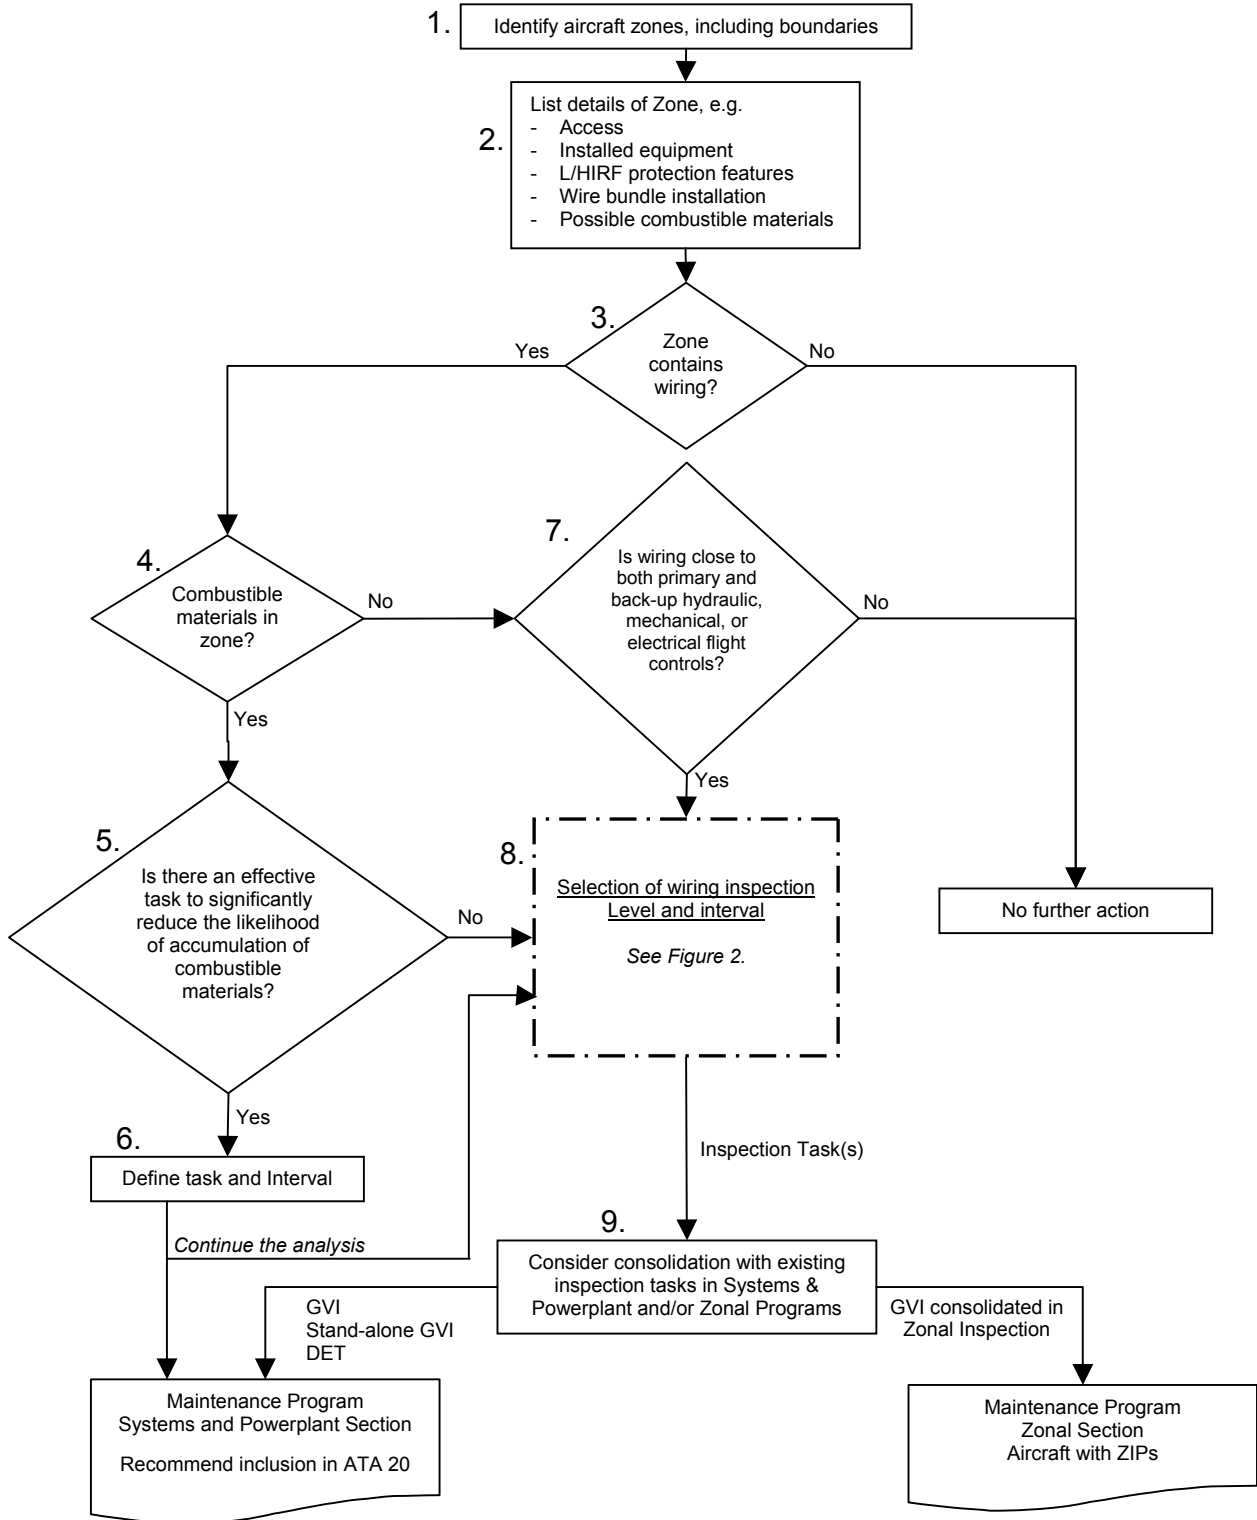 1.
Identify aircraft zones, including boundaries
2.
List details of Zone, e.g.
- Access
- Installed equipment
- L/HIRF protection features
- Wire bundle installation
- Possible combustible materials
3.
Zone
contains
wiring?
Yes
No
4.
Combustible
materials in
zone?
No
Yes
7.
Is wiring close to
both primary and
back-up hydraulic,
mechanical, or
electrical flight
controls?
No
Yes
5.
Is there an effective
task to significantly
reduce the likelihood
of accumulation of
combustible
materials?
No
Yes
8.
Selection of wiring inspection
Level and interval
See Figure 2.
No further action
6.
Define task and Interval
Continue the analysis
Inspection Task(s)
9.
Consider consolidation with existing
inspection tasks in Systems &
Powerplant and/or Zonal Programs
GVI
Stand-alone GVI
DET
GVI consolidated in
Zonal Inspection
Maintenance Program
Systems and Powerplant Section
Recommend inclusion in ATA 20
Maintenance Program
Zonal Section
Aircraft with ZIPs